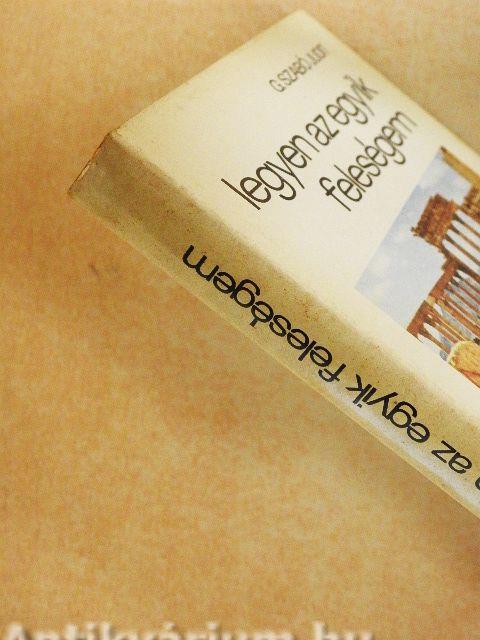 G. SZABÓ JUDIT
legyen az egyik
feleségem
az egyik feleségem
Antikvárium.hu